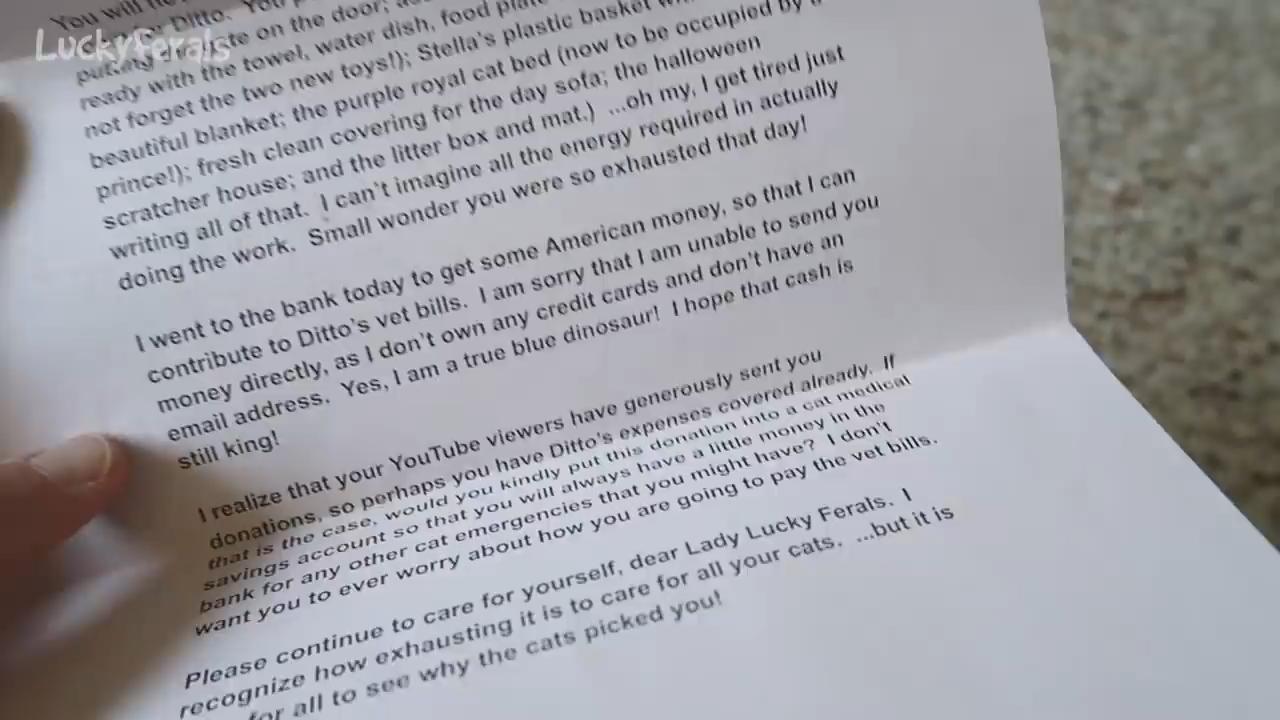 You will
Ditto. You
LuckyFerals
on the door;
ready with the towel, water dish, food plate
not forget the two new toys!); Stella's plastic basket
beautiful blanket; the purple royal cat bed (now to be occupied by a
prince!); fresh clean covering for the day sofa; the halloween
scratcher house; and the litter box and mat.) ...oh my, I get tired just
writing all of that. I can't imagine all the energy required in actually
doing the work. Small wonder you were so exhausted that day!
I went to the bank today to get some American money, so that I can
contribute to Ditto's vet bills. I am sorry that I am unable to send you
money directly, as I don't own any credit cards and don't have an
email address. Yes, I am a true blue dinosaur! I hope that cash is
still king!
I realize that your YouTube viewers have generously sent you
donations, so perhaps you have Ditto's expenses covered already. If
that is the case, would you kindly put this donation into a cat medical
savings account so that you will always have a little money in the
bank for any other cat emergencies that you might have? I don't
want you to ever worry about how you are going to pay the vet bills.
Please continue to care for yourself, dear Lady Lucky Ferals. I
recognize how exhausting it is to care for all your cats. ...but it is
for all to see why the cats picked you!